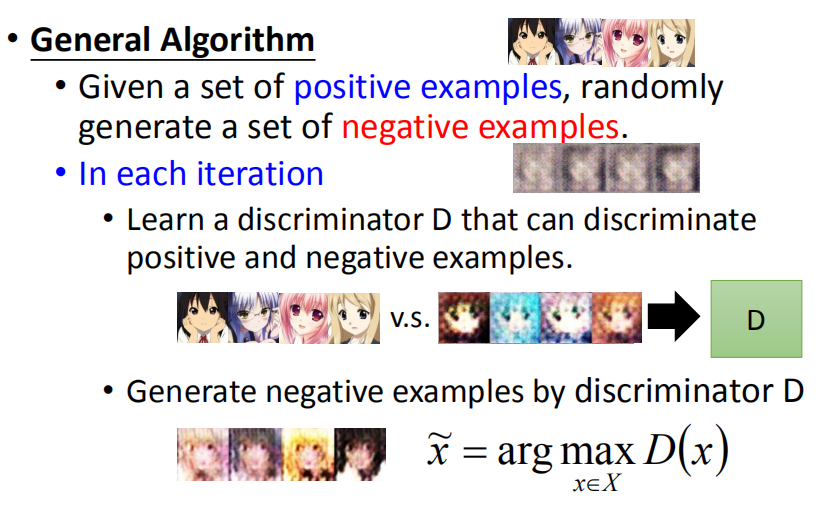 • General Algorithm
• Given a set of positive examples, randomly
generate a set of negative examples.
• In each iteration
• Learn a discriminator D that can discriminate
positive and negative examples.
v.s. D
• Generate negative examples by discriminator D
x̃ = arg max D(x)
x∈X